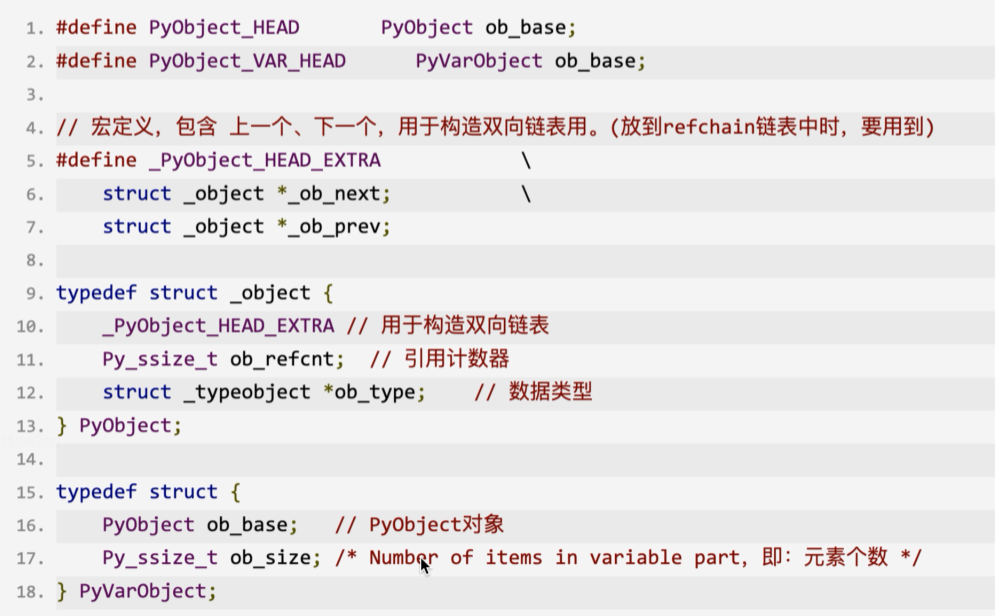 1. #define PyObject_HEAD       PyObject ob_base;
2. #define PyObject_VAR_HEAD      PyVarObject ob_base;
3.
4. // 宏定义，包含 上一个、下一个，用于构造双向链表用。(放到refchain链表中时，要用到)
5. #define _PyObject_HEAD_EXTRA            \
6.     struct _object *_ob_next;           \
7.     struct _object *_ob_prev;
8.
9. typedef struct _object {
10.     _PyObject_HEAD_EXTRA // 用于构造双向链表
11.     Py_ssize_t ob_refcnt;  // 引用计数器
12.     struct _typeobject *ob_type;    // 数据类型
13. } PyObject;
14.
15. typedef struct {
16.     PyObject ob_base;   // PyObject对象
17.     Py_ssize_t ob_size; /* Number of items in variable part，即：元素个数 */
18. } PyVarObject;